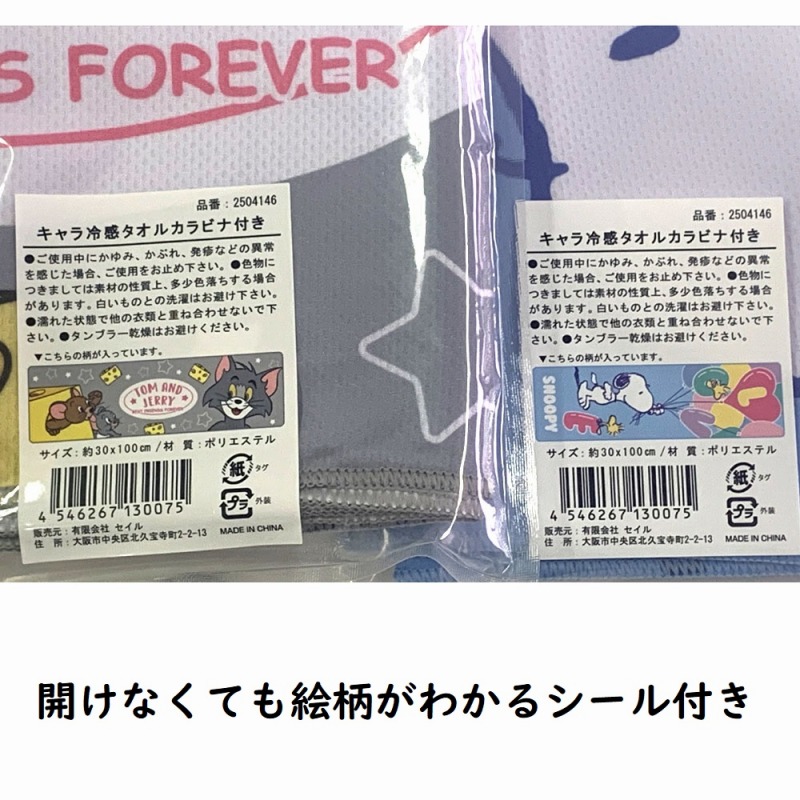 S FOREVER
品番：2504146
キャラ冷感タオルカラビナ付き
●ご使用中にかゆみ、かぶれ、発疹などの異常
を感じた場合、ご使用をお止め下さい。●色物に
つきましては素材の性質上、多少色落ちする場合
があります。白いものとの洗濯はお避け下さい。
●濡れた状態で他の衣類と重ね合わせないで下
さい。●タンブラー乾燥はお避けください。
▼こちらの柄が入っています。
TOM AND
JERRY
BEST FRIENDS FOREVER
サイズ：約30x100cm/材 質：ポリエステル
4 546267 130075
紙 タグ
プラ 外装
販売元：有限会社 セイル
住 所：大阪市中央区北久宝寺町2-2-13
MADE IN CHINA
品番：2504146
キャラ冷感タオルカラビナ付き
●ご使用中にかゆみ、かぶれ、発疹などの異常
を感じた場合、ご使用をお止め下さい。●色物に
つきましては素材の性質上、多少色落ちする場合
があります。白いものとの洗濯はお避け下さい。
●濡れた状態で他の衣類と重ね合わせないで下
さい。●タンブラー乾燥はお避けください。
▼こちらの柄が入っています。
SNOOPY
サイズ：約30x100cm/材 質：ポリエステル
4 546267 130075
紙 タグ
プラ 外装
販売元：有限会社 セイル
住 所：大阪市中央区北久宝寺町2-2-13
MADE IN CHINA
開けなくても絵柄がわかるシール付き